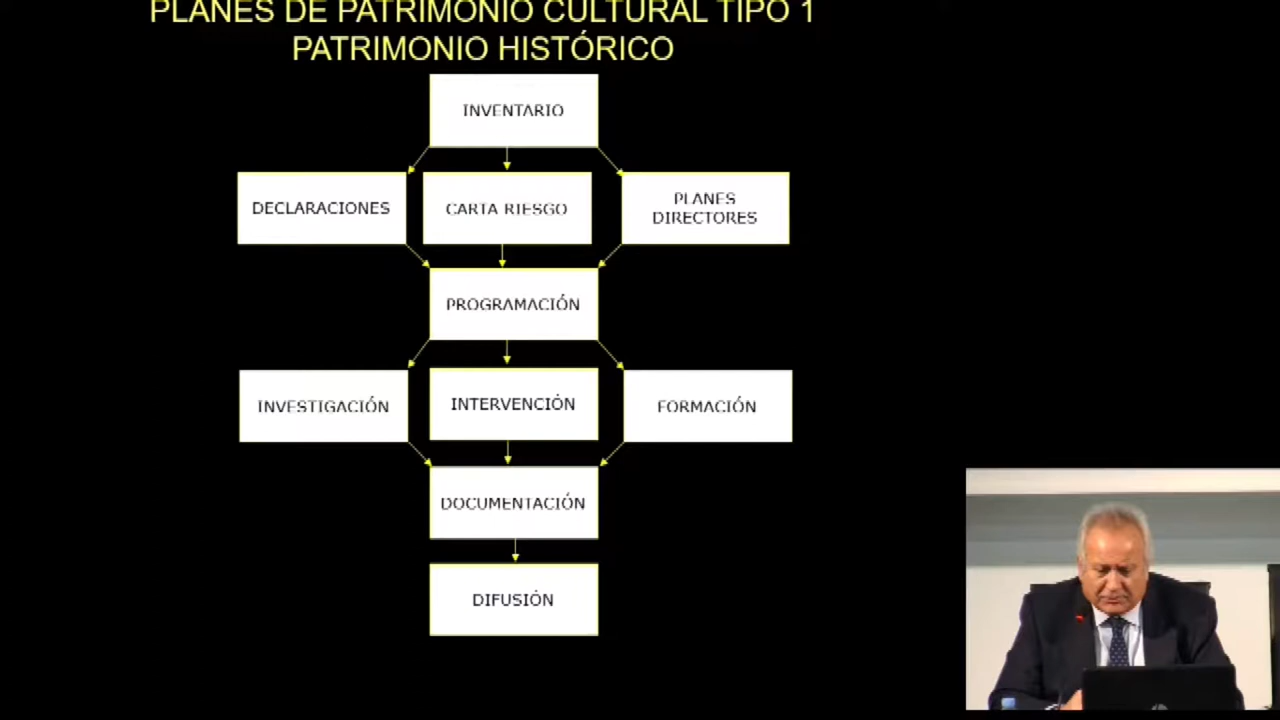 PLANES DE PATRIMONIO CULTURAL TIPO 1
PATRIMONIO HISTÓRICO
INVENTARIO
DECLARACIONES
CARTA RIESGO
PLANES
DIRECTORES
PROGRAMACIÓN
INVESTIGACIÓN
INTERVENCIÓN
FORMACIÓN
DOCUMENTACIÓN
DIFUSIÓN